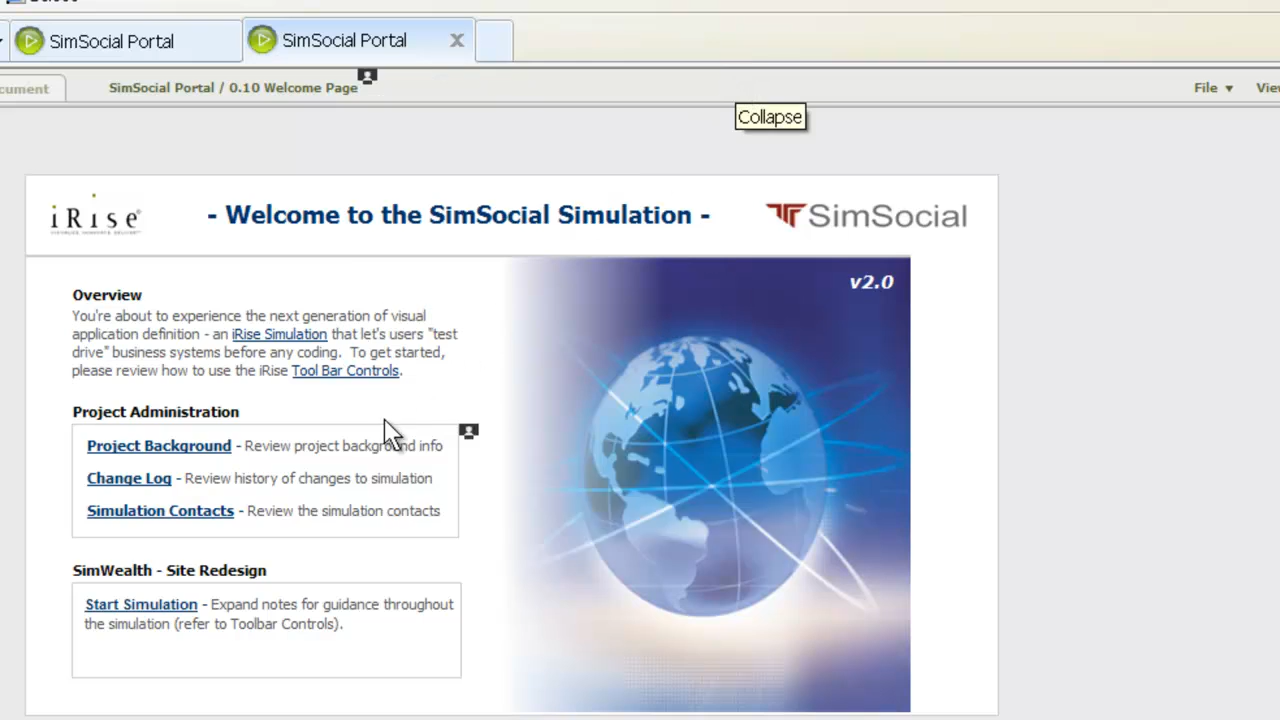 SimSocial Portal
SimSocial Portal
cument
SimSocial Portal / 0.10 Welcome Page
File
Vie
Collapse
iRise
- Welcome to the SimSocial Simulation -
SimSocial
v2.0
Overview
You're about to experience the next generation of visual
application definition - an iRise Simulation that let's users "test
drive" business systems before any coding. To get started,
please review how to use the iRise Tool Bar Controls.
Project Administration
Project Background - Review project background info
Change Log - Review history of changes to simulation
Simulation Contacts - Review the simulation contacts
SimWealth - Site Redesign
Start Simulation - Expand notes for guidance throughout
the simulation (refer to Toolbar Controls).